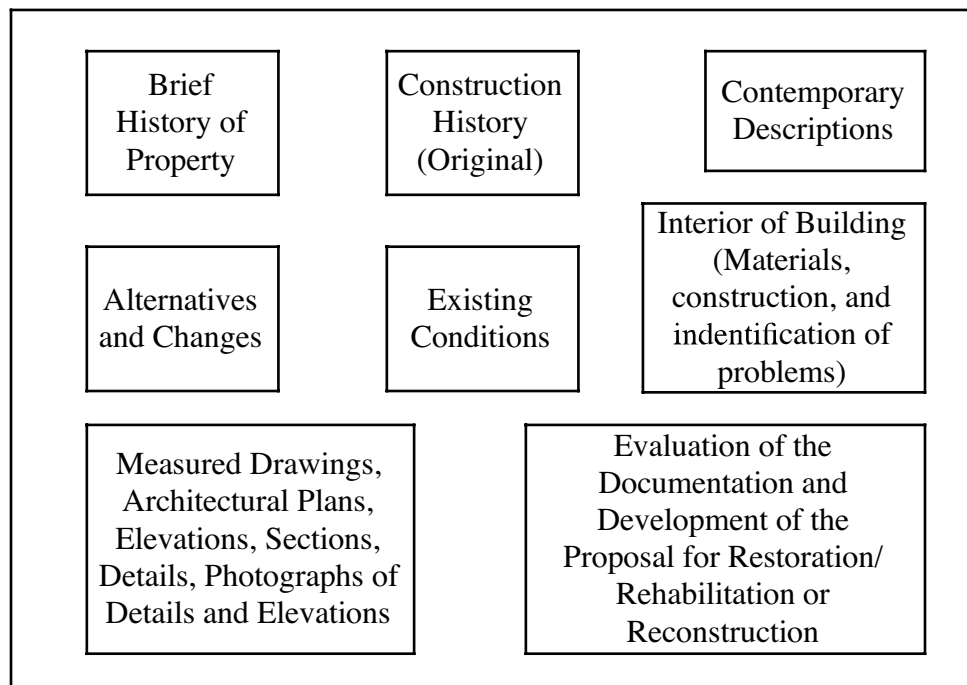 Brief
History of
Property
Construction
History
(Original)
Contemporary
Descriptions
Alternatives
and Changes
Existing
Conditions
Interior of Building
(Materials,
construction, and
indentification of
problems)
Measured Drawings,
Architectural Plans,
Elevations, Sections,
Details, Photographs of
Details and Elevations
Evaluation of the
Documentation and
Development of the
Proposal for Restoration/
Rehabilitation or
Reconstruction